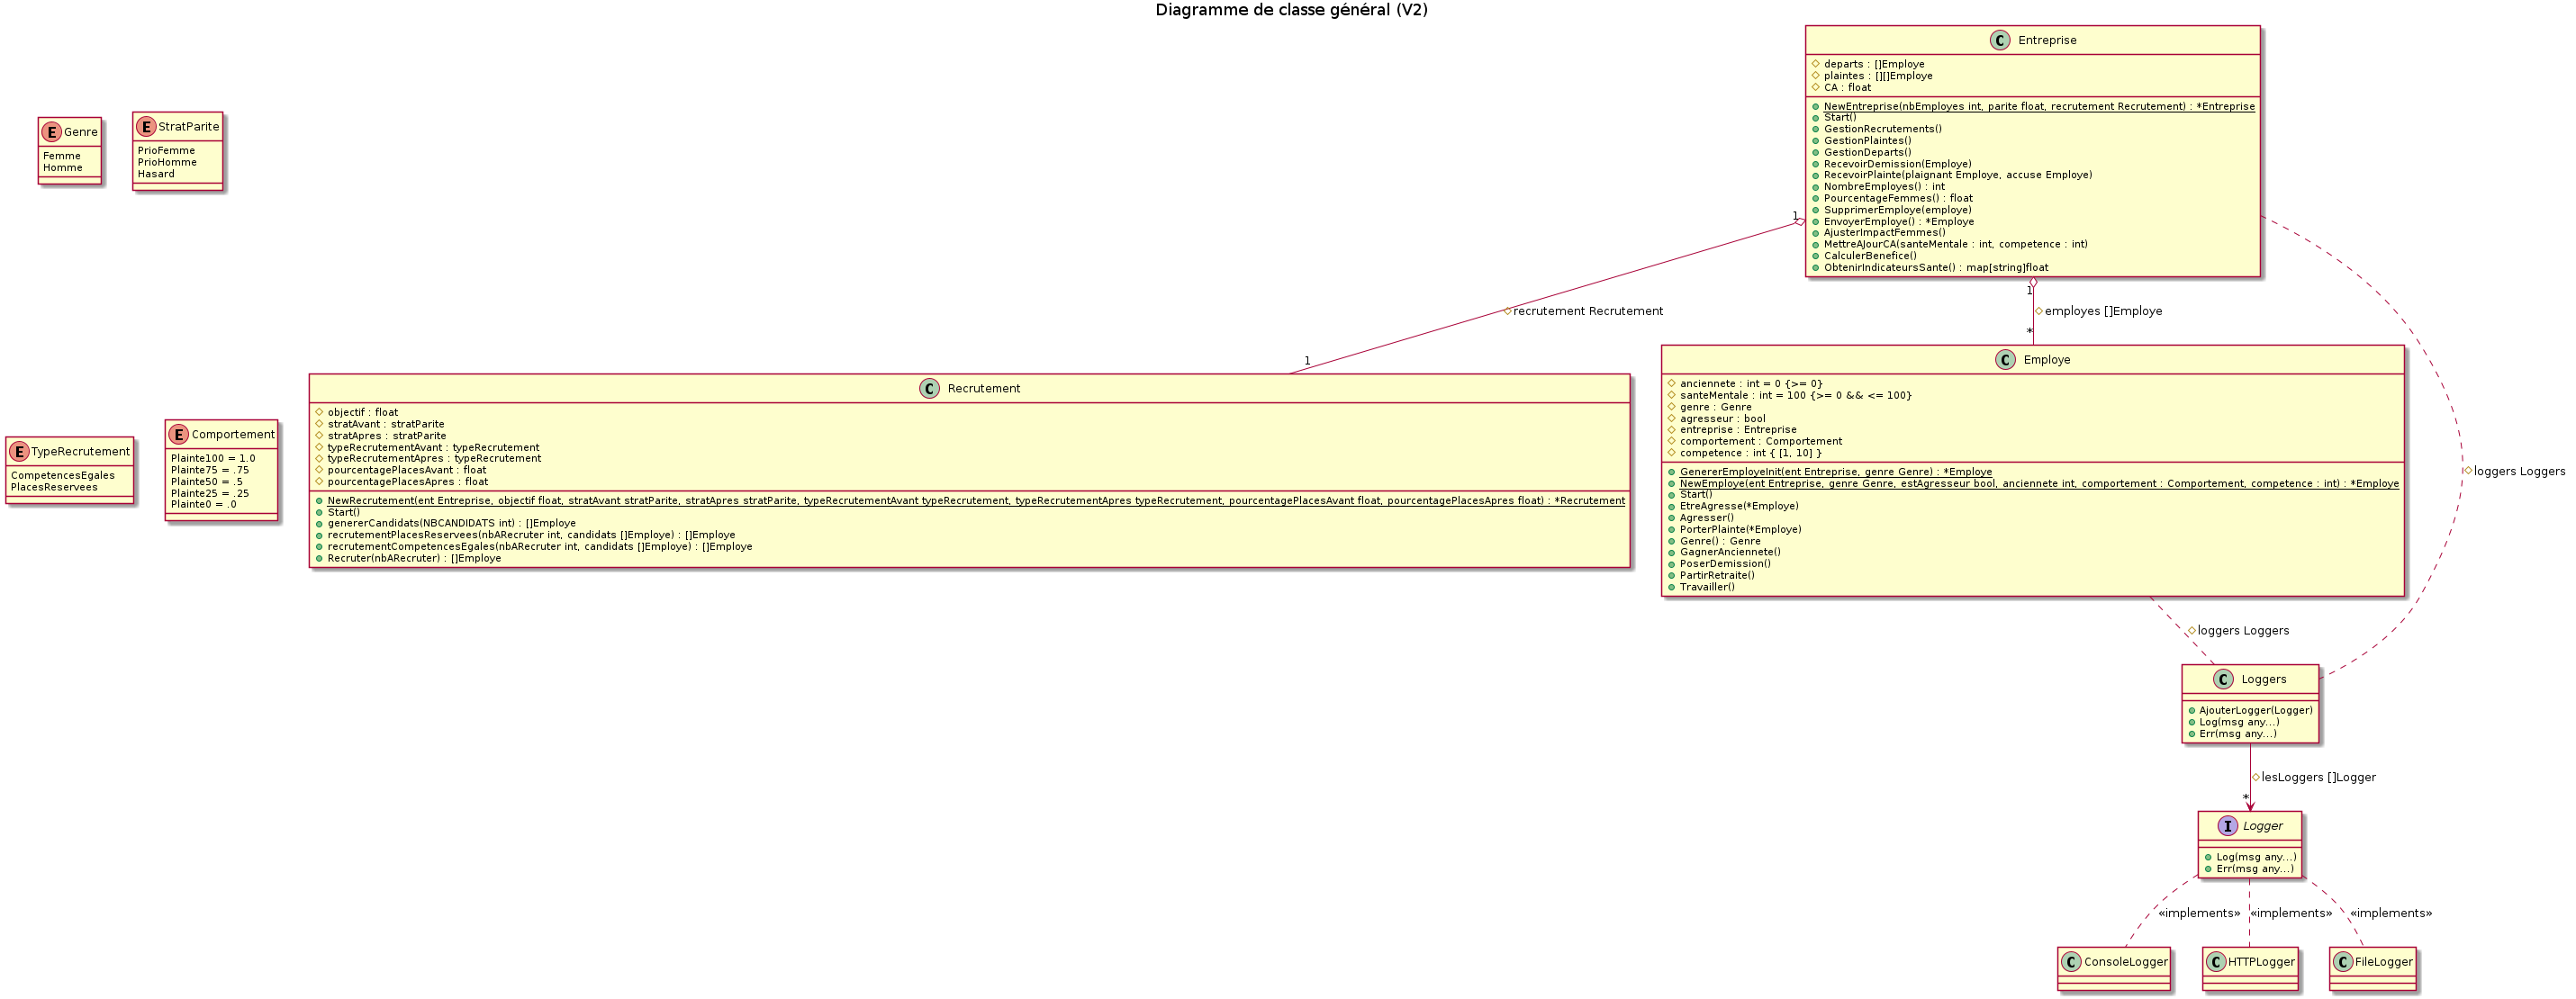 Diagramme de classe général (V2)
Entreprise
departs : []Employe
plaintes : [][]Employe
CA : float
NewEntreprise(nbEmployes int, parite float, recrutement Recrutement) : *Entreprise
Start()
GestionRecrutements()
GestionPlaintes()
GestionDeparts()
RecevoirDemission(Employe)
RecevoirPlainte(plaignant Employe, accuse Employe)
NombreEmployes() : int
PourcentageFemmes() : float
SupprimerEmploye(employe)
EnvoyerEmploye() : *Employe
AjusterImpactFemmes()
MettreAJourCA(santeMentale : int, competence : int)
CalculerBenefice()
ObtenirIndicateursSante() : map[string]float
Genre
Femme
Homme
StratParite
PrioFemme
PrioHomme
Hasard
1
1
recrutement Recrutement
employes []Employe
1
*
loggers Loggers
TypeRecrutement
CompetencesEgales
PlacesReservees
Comportement
Plainte100 = 1.0
Plainte75 = .75
Plainte50 = .5
Plainte25 = .25
Plainte0 = .0
Recrutement
objectif : float
stratAvant : stratParite
stratApres : stratParite
typeRecrutementAvant : typeRecrutement
typeRecrutementApres : typeRecrutement
pourcentagePlacesAvant : float
pourcentagePlacesApres : float
NewRecrutement(ent Entreprise, objectif float, stratAvant stratParite, stratApres stratParite, typeRecrutementAvant typeRecrutement, typeRecrutementApres typeRecrutement, pourcentagePlacesAvant float, pourcentagePlacesApres float) : *Recrutement
Start()
genererCandidats(NBCANDIDATS int) : []Employe
recrutementPlacesReservees(nbARecruter int, candidats []Employe) : []Employe
recrutementCompetencesEgales(nbARecruter int, candidats []Employe) : []Employe
Recruter(nbARecruter) : []Employe
Employe
anciennete : int = 0 {>= 0}
santeMentale : int = 100 {>= 0 && <= 100}
genre : Genre
agresseur : bool
entreprise : Entreprise
comportement : Comportement
competence : int { [1, 10] }
GenererEmployeInit(ent Entreprise, genre Genre) : *Employe
NewEmploye(ent Entreprise, genre Genre, estAgresseur bool, anciennete int, comportement : Comportement, competence : int) : *Employe
Start()
EtreAgresse(*Employe)
Agresser()
PorterPlainte(*Employe)
Genre() : Genre
GagnerAnciennete()
PoserDemission()
PartirRetraite()
Travailler()
loggers Loggers
Loggers
AjouterLogger(Logger)
Log(msg any...)
Err(msg any...)
lesLoggers []Logger
*
Logger
Log(msg any...)
Err(msg any...)
«implements»
«implements»
«implements»
ConsoleLogger
HTTPLogger
FileLogger